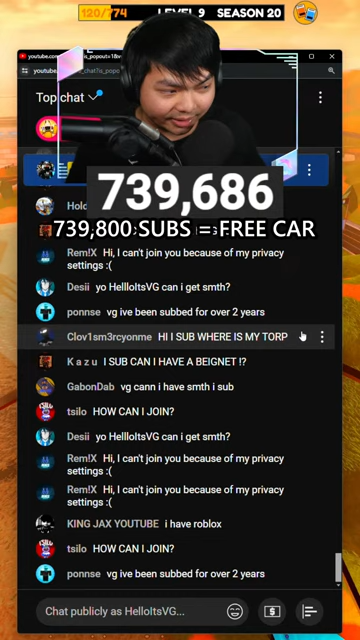 120/774
LEVEL 9 SEASON 20
Top chat
739,686
Hold
739,800 SUBS = FREE CAR
Rem!X Hi, I can't join you because of my privacy
settings :(
Desii yo HellloItsVG can i get smth?
ponnse vg ive been subbed for over 2 years
Clov1sm3rcyonme HI I SUB WHERE IS MY TORP
K a z u I SUB CAN I HAVE A BEIGNET !?
GabonDab vg cann i have smth i sub
tsilo HOW CAN I JOIN?
Desii yo HellloItsVG can i get smth?
Rem!X Hi, I can't join you because of my privacy
settings :(
Rem!X Hi, I can't join you because of my privacy
settings :(
KING JAX YOUTUBE i have roblox
tsilo HOW CAN I JOIN?
ponnse vg ive been subbed for over 2 years
Chat publicly as HelloItsVG...